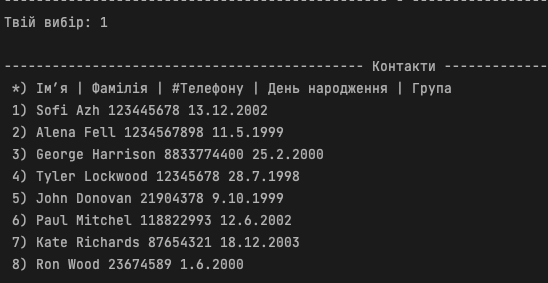 Твій вибір: 1
--------------------------------------------- Контакти -------------
*) Ім’я | Фамілія | #Телефону | День народження | Група
1) Sofi Azh 123445678 13.12.2002
2) Alena Fell 1234567898 11.5.1999
3) George Harrison 8833774400 25.2.2000
4) Tyler Lockwood 12345678 28.7.1998
5) John Donovan 21904378 9.10.1999
6) Paul Mitchel 118822993 12.6.2002
7) Kate Richards 87654321 18.12.2003
8) Ron Wood 23674589 1.6.2000